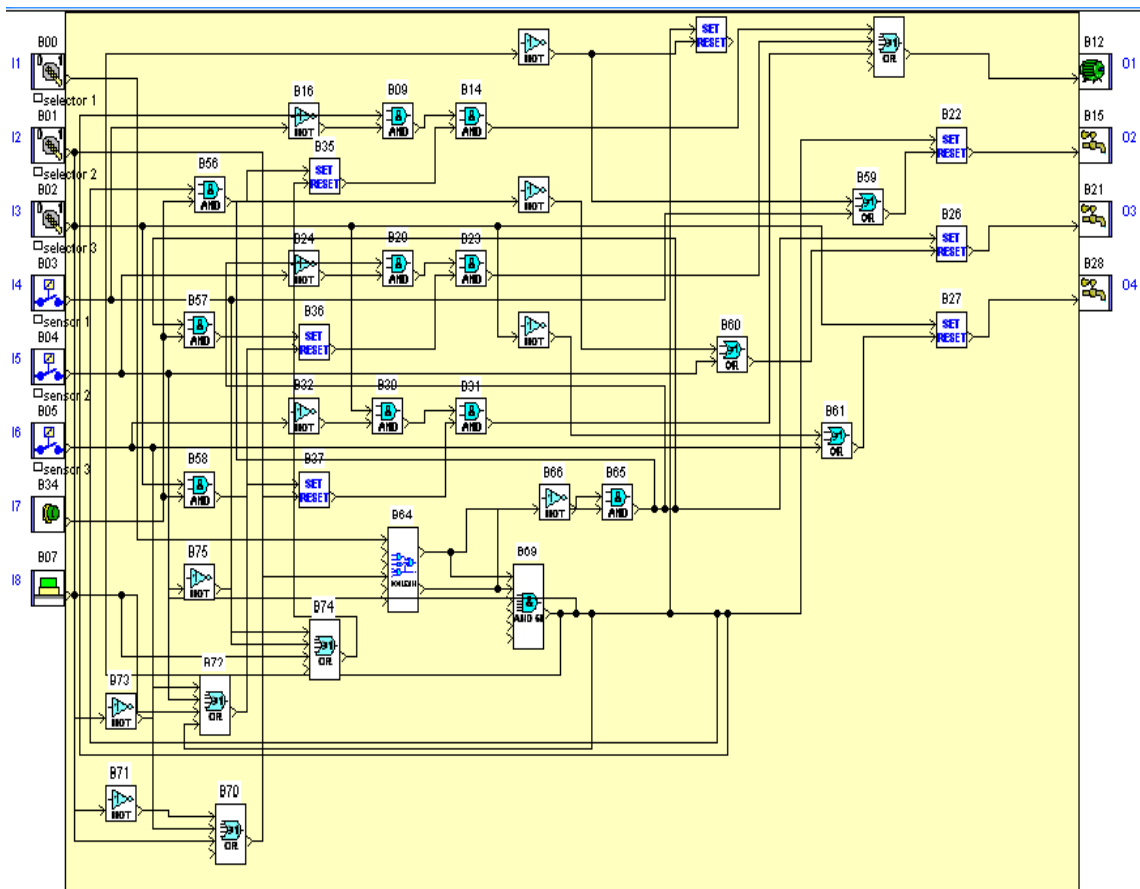 B00
I1
selector 1
B01
I2
selector 2
B02
I3
selector 3
B03
I4
sensor 1
B04
I5
sensor 2
B05
I6
sensor 3
B34
I7
B07
I8
NOT
SET
RESET
OR
B12
O1
B16
NOT
B09
AND
B14
AND
B15
O2
B22
SET
RESET
B35
SET
RESET
B56
AND
NOT
B59
OR
B21
O3
B26
SET
RESET
B24
NOT
B20
AND
B23
AND
B28
O4
B27
SET
RESET
B57
AND
B36
SET
RESET
NOT
B60
OR
B32
NOT
B30
AND
B31
AND
B61
OR
B58
AND
B37
SET
RESET
B66
NOT
B65
AND
B64
B69
B75
NOT
B74
OR
B73
NOT
B72
OR
B71
NOT
B70
OR